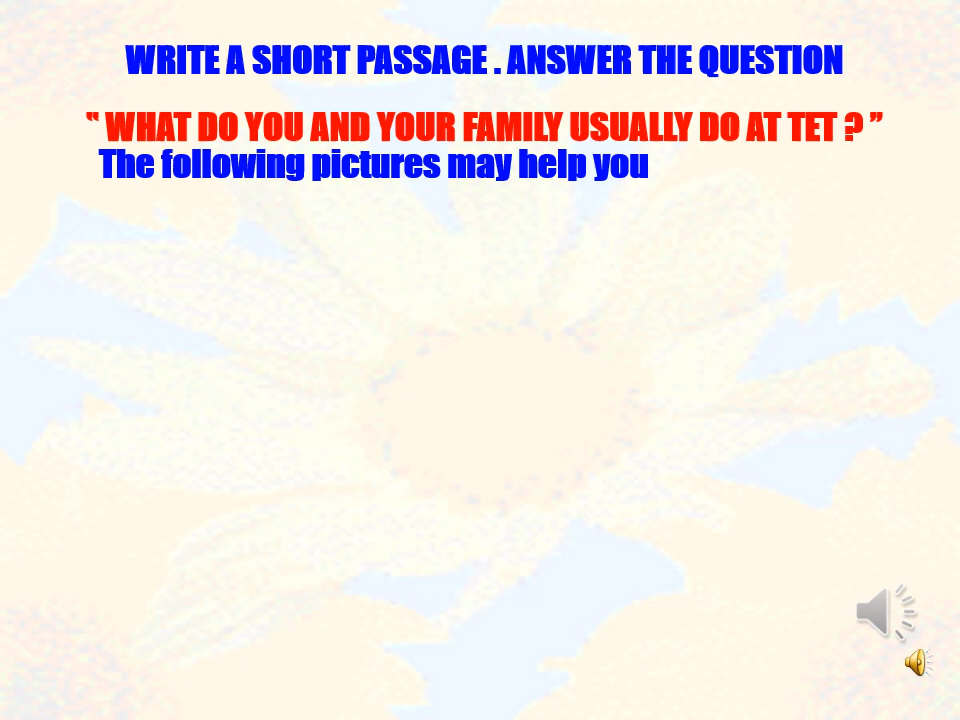 WRITE A SHORT PASSAGE . ANSWER THE QUESTION
“ WHAT DO YOU AND YOUR FAMILY USUALLY DO AT TET ? ”
The following pictures may help you